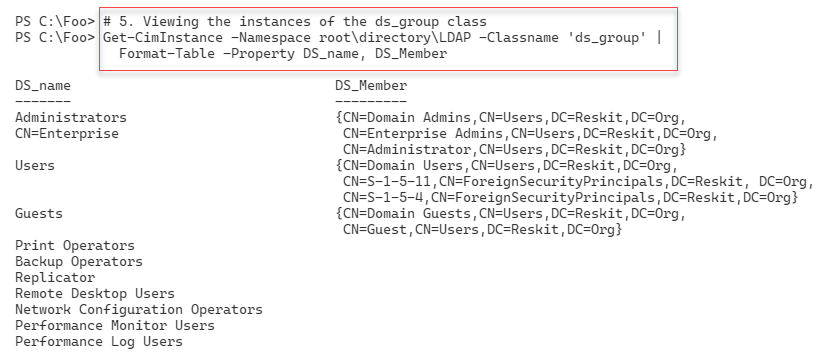 PS C:\Foo> # 5. Viewing the instances of the ds_group class
PS C:\Foo> Get-CimInstance -Namespace root\directory\LDAP -Classname 'ds_group' |
  Format-Table -Property DS_name, DS_Member
DS_name                                 DS_Member
-------                                 ---------
Administrators                          {CN=Domain Admins,CN=Users,DC=Reskit,DC=Org,
CN=Enterprise                            CN=Enterprise Admins,CN=Users,DC=Reskit,DC=Org,
                                         CN=Administrator,CN=Users,DC=Reskit,DC=Org}
Users                                   {CN=Domain Users,CN=Users,DC=Reskit,DC=Org,
                                         CN=S-1-5-11,CN=ForeignSecurityPrincipals,DC=Reskit, DC=Org,
                                         CN=S-1-5-4,CN=ForeignSecurityPrincipals,DC=Reskit,DC=Org}
Guests                                  {CN=Domain Guests,CN=Users,DC=Reskit,DC=Org,
                                         CN=Guest,CN=Users,DC=Reskit,DC=Org}
Print Operators
Backup Operators
Replicator
Remote Desktop Users
Network Configuration Operators
Performance Monitor Users
Performance Log Users